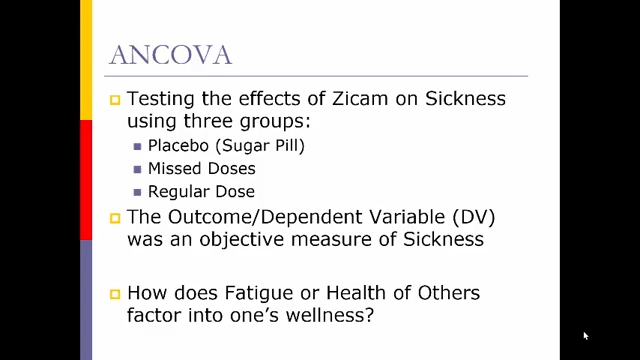 ANCOVA
Testing the effects of Zicam on Sickness
using three groups:
Placebo (Sugar Pill)
Missed Doses
Regular Dose
The Outcome/Dependent Variable (DV)
was an objective measure of Sickness
How does Fatigue or Health of Others
factor into one's wellness?